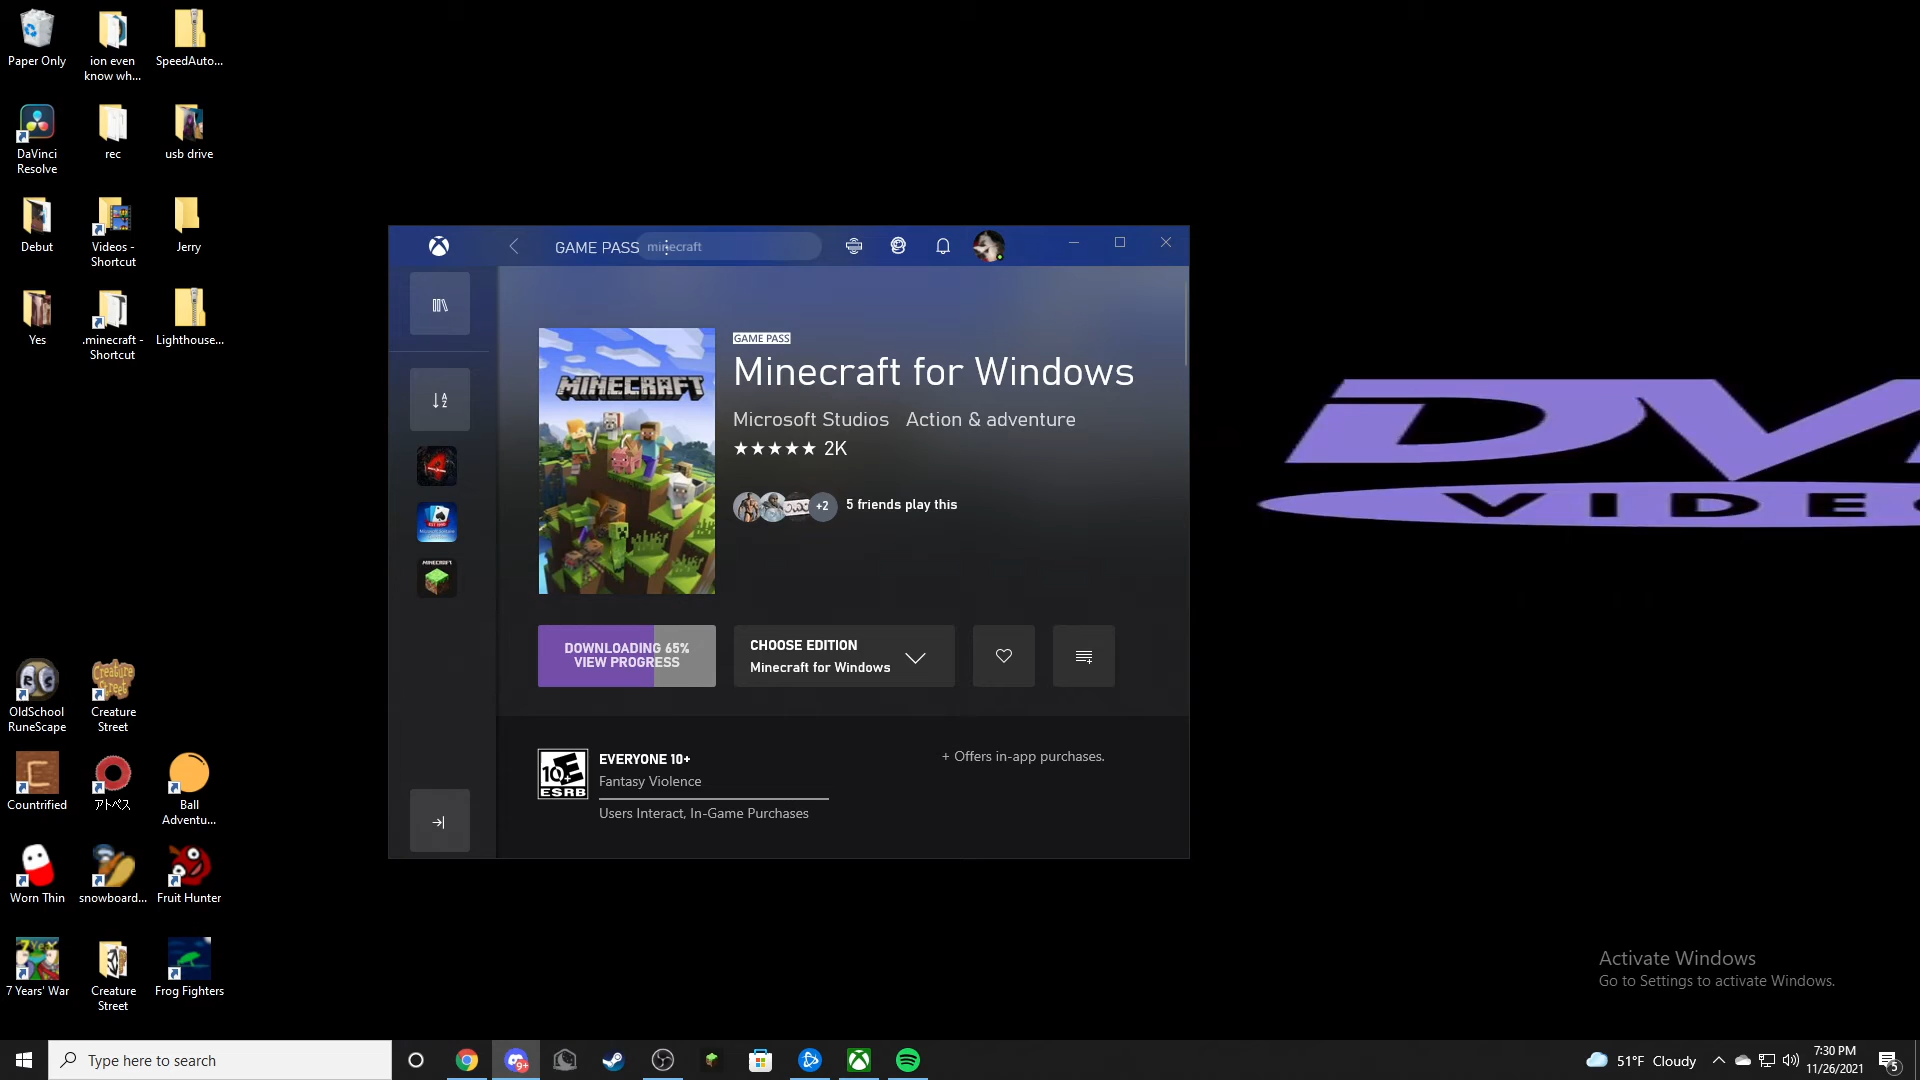 Paper Only
ion even
know wh...
SpeedAuto...
DaVinci
Resolve
rec
usb drive
Debut
Videos -
Shortcut
Jerry
Yes
.minecraft -
Shortcut
Lighthouse...
GAME PASS
minecraft
MINECRAFT
GAME PASS
Minecraft for Windows
Microsoft Studios Action & adventure
★★★★★ 2K
+2
5 friends play this
DOWNLOADING 65%
VIEW PROGRESS
CHOOSE EDITION
Minecraft for Windows
10+
ESRB
EVERYONE 10+
Fantasy Violence
Users Interact, In-Game Purchases
+ Offers in-app purchases.
VIDE
OldSchool
RuneScape
Creature
Street
Countrified
アトペス
Ball
Adventu...
Worn Thin
snowboard...
Fruit Hunter
7 Years' War
Creature
Street
Frog Fighters
Activate Windows
Go to Settings to activate Windows.
Type here to search
9+
51°F Cloudy
7:30 PM
11/26/2021
5